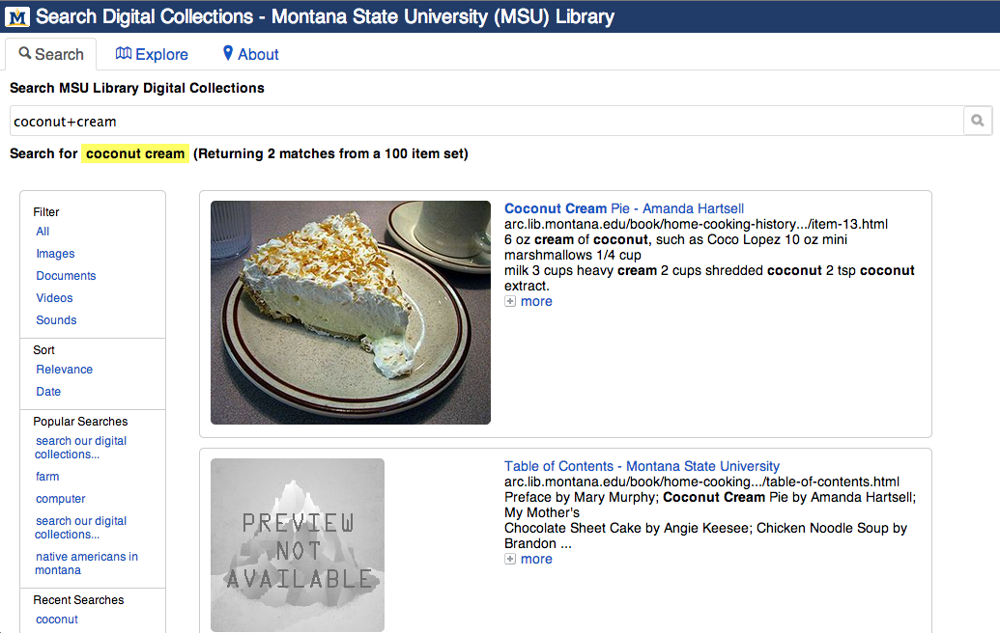 M Search Digital Collections - Montana State University (MSU) Library
Search Explore About
Search MSU Library Digital Collections
coconut+cream
Search for coconut cream (Returning 2 matches from a 100 item set)
Filter
All
Images
Documents
Videos
Sounds
Sort
Relevance
Date
Popular Searches
search our digital
collections...
farm
computer
search our digital
collections...
native americans in
montana
Recent Searches
coconut
Coconut Cream Pie - Amanda Hartsell
arc.lib.montana.edu/book/home-cooking-history.../item-13.html
6 oz cream of coconut, such as Coco Lopez 10 oz mini
marshmallows 1/4 cup
milk 3 cups heavy cream 2 cups shredded coconut 2 tsp coconut
extract.
more
PREVIEW
NOT
AVAILABLE
Table of Contents - Montana State University
arc.lib.montana.edu/book/home-cooking.../table-of-contents.html
Preface by Mary Murphy; Coconut Cream Pie by Amanda Hartsell;
My Mother's
Chocolate Sheet Cake by Angie Keesee; Chicken Noodle Soup by
Brandon ...
more